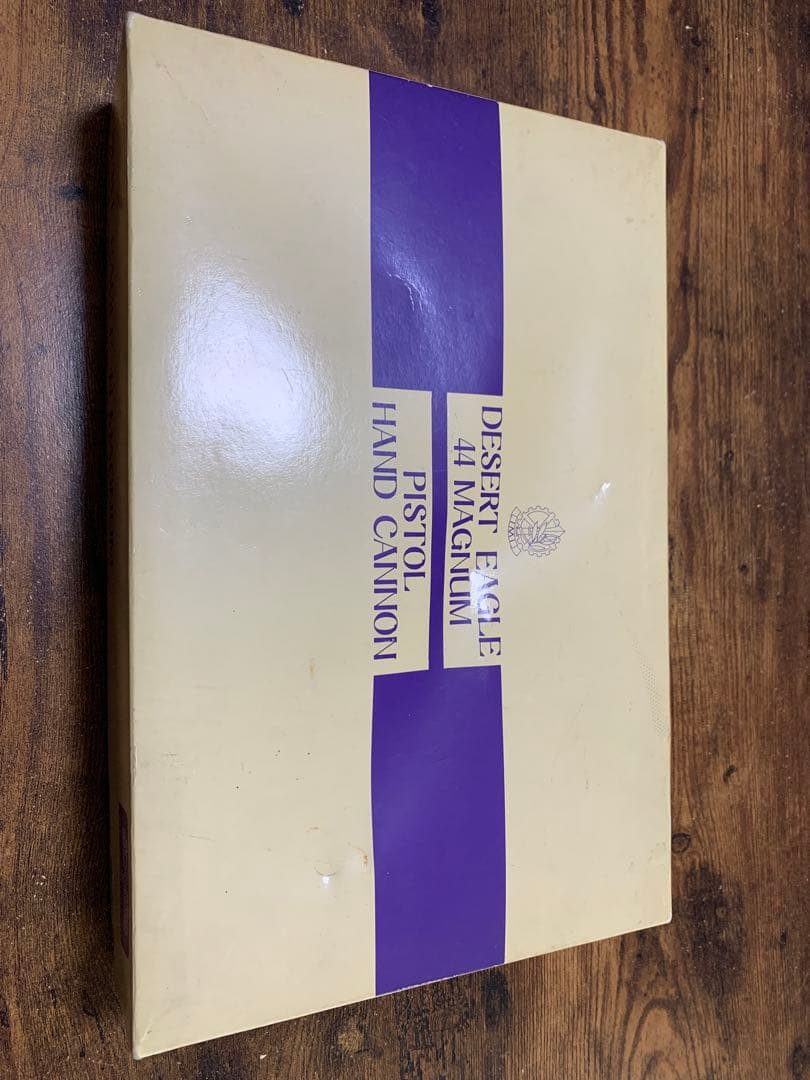 DESERT EAGLE
44 MAGNUM
PISTOL
HAND CANNON